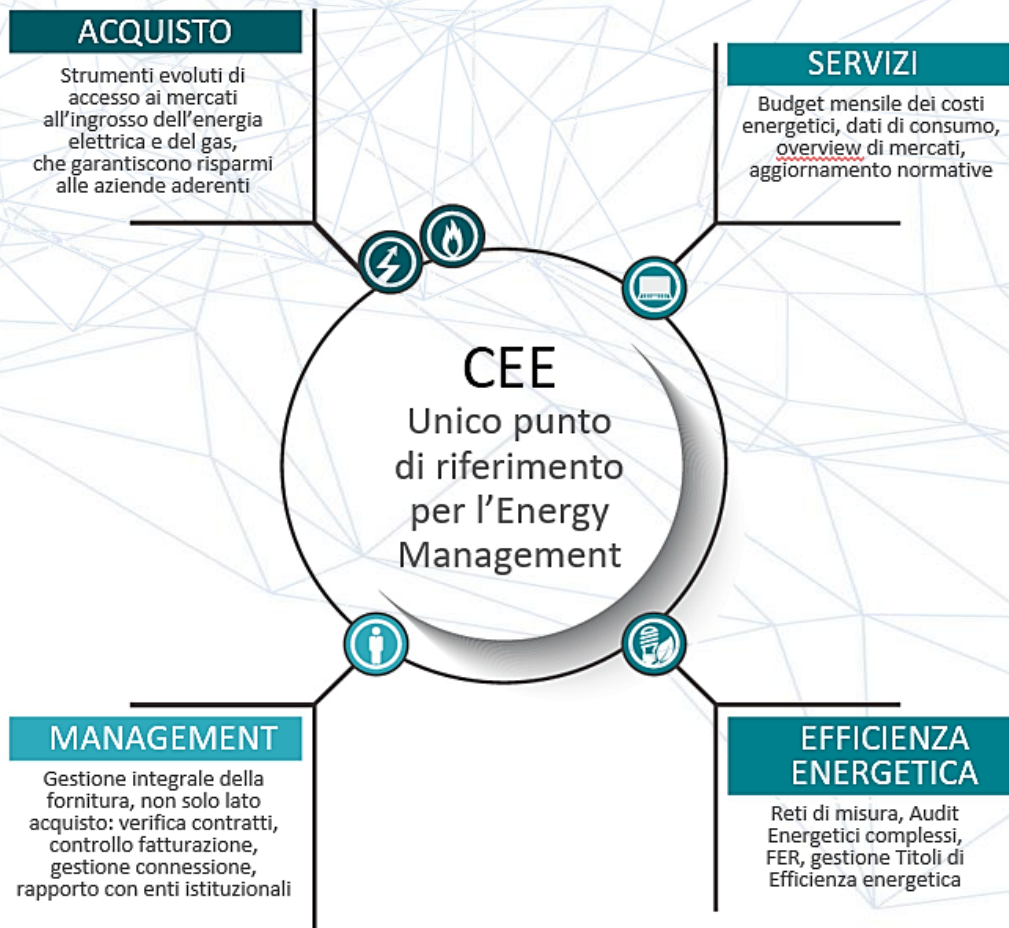 ACQUISTO
Strumenti evoluti di
accesso ai mercati
all'ingrosso dell'energia
elettrica e del gas,
che garantiscono risparmi
alle aziende aderenti
SERVIZI
Budget mensile dei costi
energetici, dati di consumo,
overview di mercati,
aggiornamento normative
CEE
Unico punto
di riferimento
per l'Energy
Management
MANAGEMENT
Gestione integrale della
fornitura, non solo lato
acquisto: verifica contratti,
controllo fatturazione,
gestione connessione,
rapporto con enti istituzionali
EFFICIENZA
ENERGETICA
Reti di misura, Audit
Energetici complessi,
FER, gestione Titoli di
Efficienza energetica